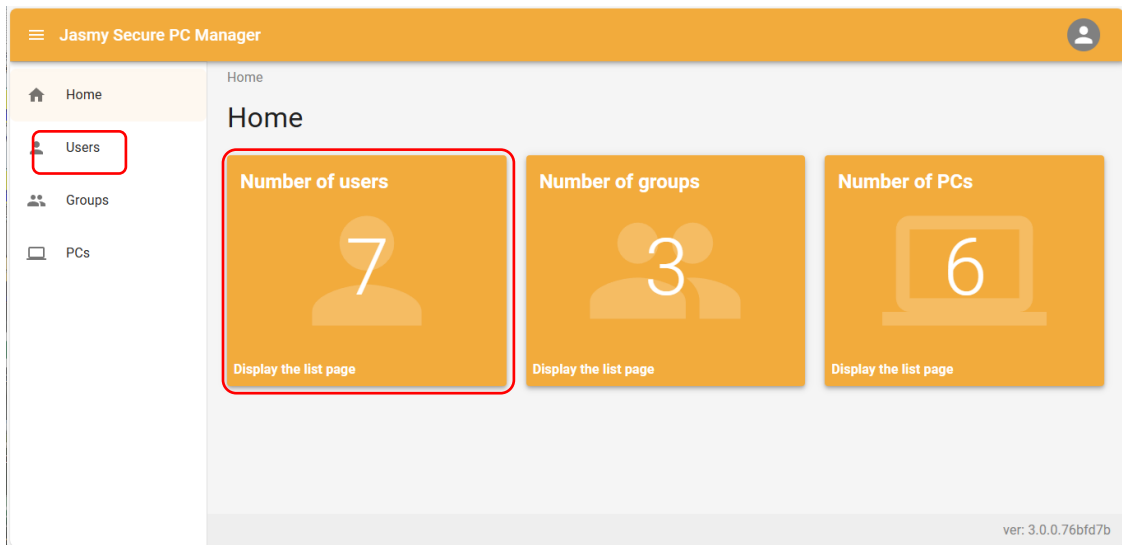 Jasmy Secure PC Manager
Home
Users
Groups
PCs
Home
Home
Number of users
7
Display the list page
Number of groups
3
Display the list page
Number of PCs
6
Display the list page
ver: 3.0.0.76bfd7b